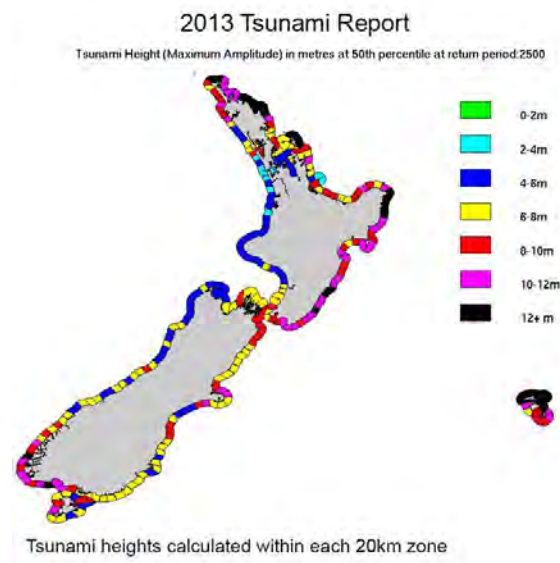 2013 Tsunami Report
Tsunami Height (Maximum Amplitude) in metres at 50th percentile at return period:2500
0-2m
2-4m
4-6m
6-8m
8-10m
10-12m
12+ m
Tsunami heights calculated within each 20km zone